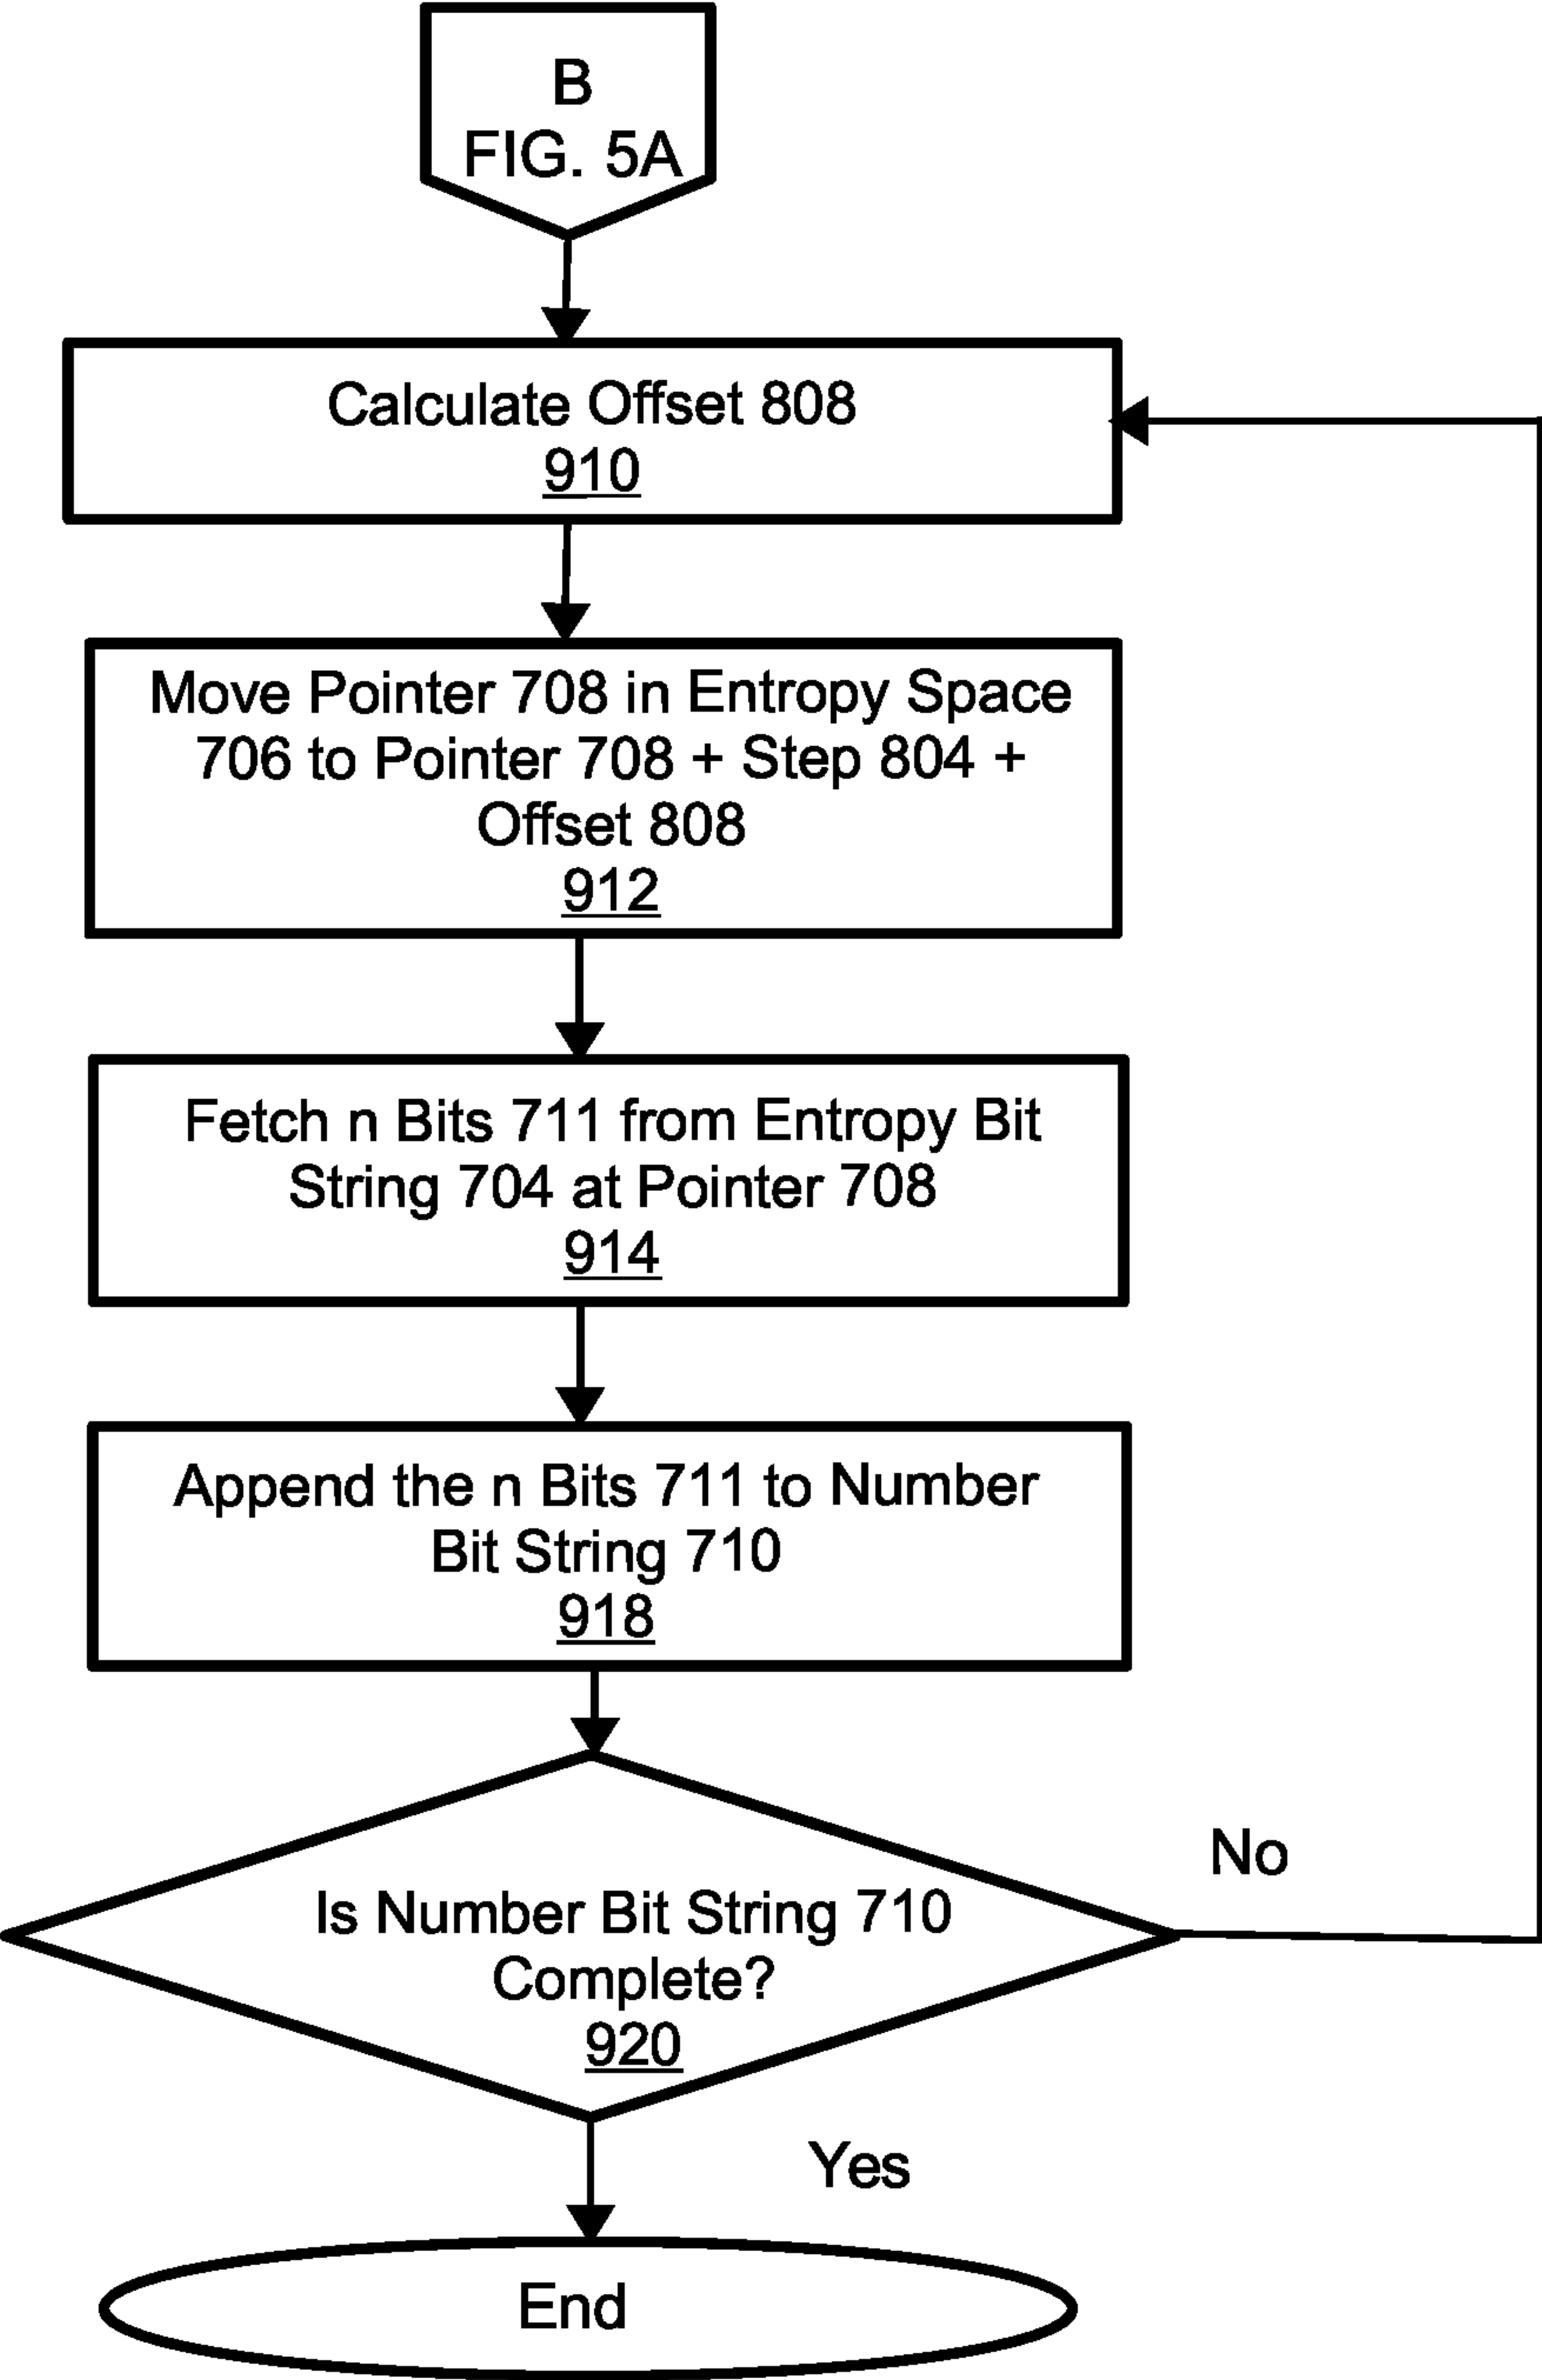 B
FIG. 5A
Calculate Offset 808
910
Move Pointer 708 in Entropy Space
706 to Pointer 708 + Step 804 +
Offset 808
912
Fetch n Bits 711 from Entropy Bit
String 704 at Pointer 708
914
Append the n Bits 711 to Number
Bit String 710
918
Is Number Bit String 710
Complete?
920
No
Yes
End